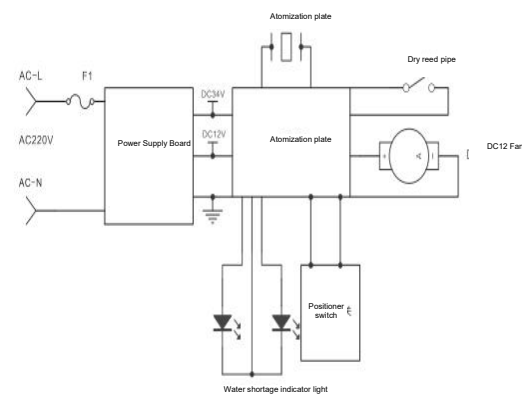 Atomization plate
Dry reed pipe
AC-L
F1
DC34V
AC220V
Power Supply Board
DC12V
Atomization plate
DC12 Fan
AC-N
+
A
-
Positioner
switch
Water shortage indicator light